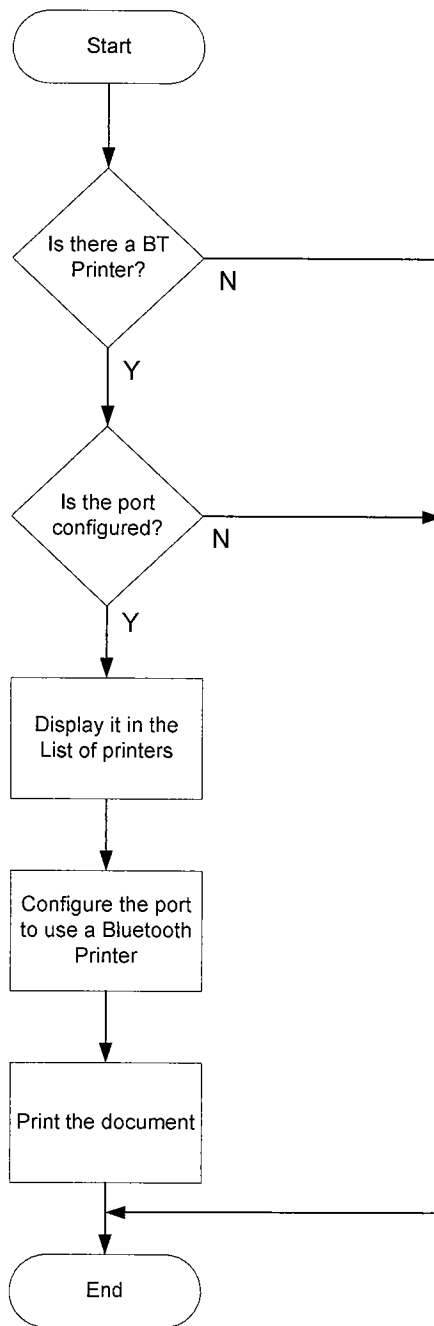 Start
Is there a BT
Printer?
N
Y
Is the port
configured?
N
Y
Display it in the
List of printers
Configure the port
to use a Bluetooth
Printer
Print the document
End